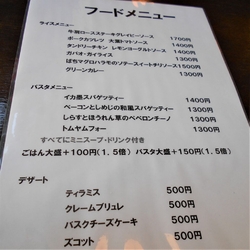 フードメニュー
ライスメニュー
牛肩ロースステーキグレイビーソース 1700円
ポークカツレツ 大葉トマトソース 1400円
タンドリーチキン レモンヨーグルトソース 1400円
ガパオ・カイライス 1300円
ばちマグロハラモのソテースイートチリソース1500円
グリーンカレー 1300円
パスタメニュー
イカ墨スパゲッティー 1400円
ベーコンとしめじの和風スパゲッティー 1300円
しらすとほうれん草のペペロンチーノ 1300円
トムヤムフォー 1300円
すべてにミニスープ・ドリンク付き
ごはん大盛+100円(1.5倍) パスタ大盛+150円(1.5倍)
デザート
ティラミス 500円
クレームブリュレ 500円
バスクチーズケーキ 500円
ズコット 500円